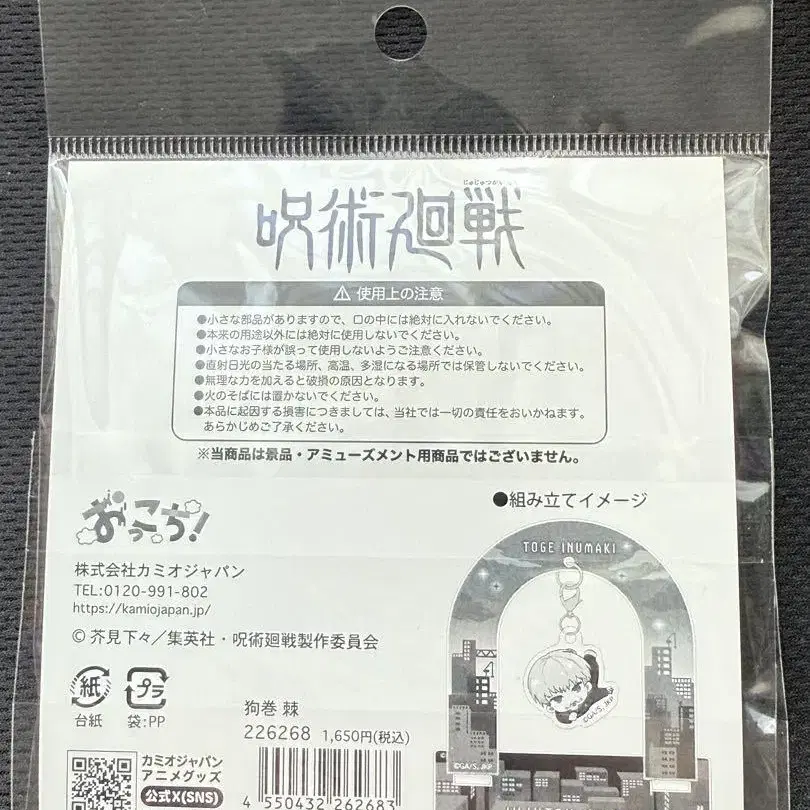 じゅじゅつかいせん
呪術廻戦
⚠ 使用上の注意
●小さな部品がありますので、口の中には絶対に入れないでください。
●本来の用途以外には絶対に使用しないでください。
●小さなお子様が誤って使用しないようご注意ください。
●直射日光の当たる場所、高温、多湿になる場所では保管しないでください。
●無理な力を加えると破損の原因となります。
●火のそばには置かないでください。
●本品に起因する損害につきましては、当社では一切の責任をおいかねます。
あらかじめご了承ください。
※当商品は景品・アミューズメント用商品ではございません。
おっこち!
株式会社カミオジャパン
TEL:0120-991-802
https://kamiojapan.jp/
© 芥見下々／集英社・呪術廻戦製作委員会
紙
台紙
プラ
袋:PP
狗巻 棘
226268 1,650円(税込)
カミオジャパン
アニメグッズ
公式X(SNS)
4 550432 262683
●組み立てイメージ
TOGE INUMAKI
©GA/S, JKP
©GA/S, JKP